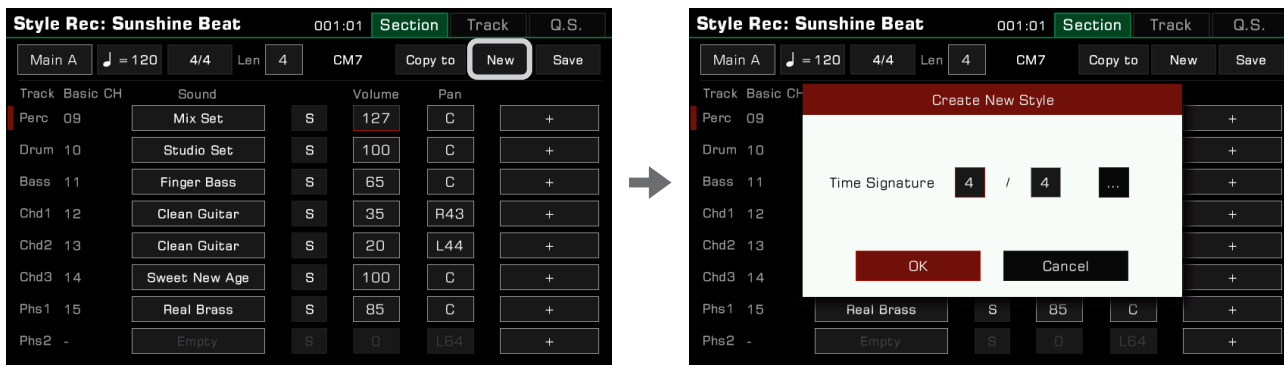 Style Rec: Sunshine Beat 001:01 Section Track Q.S.
Main A ♩ = 120 4/4 Len 4 CM7 Copy to New Save
Track Basic CH Sound Volume Pan
Perc 09 Mix Set S 127 C +
Drum 10 Studio Set S 100 C +
Bass 11 Finger Bass S 65 C +
Chd1 12 Clean Guitar S 35 R43 +
Chd2 13 Clean Guitar S 20 L44 +
Chd3 14 Sweet New Age S 100 C +
Phs1 15 Real Brass S 85 C +
Phs2 - Empty S 0 L64 +
Style Rec: Sunshine Beat 001:01 Section Track Q.S.
Main A ♩ = 120 4/4 Len 4 CM7 Copy to New Save
Track Basic CH
Create New Style
Perc 09 +
Drum 10 +
Bass 11 +
Time Signature 4 / 4 ...
Chd1 12 +
Chd2 13 +
OK Cancel
Chd3 14 +
Phs1 15 Real Brass S 85 C +
Phs2 - Empty S 0 L64 +